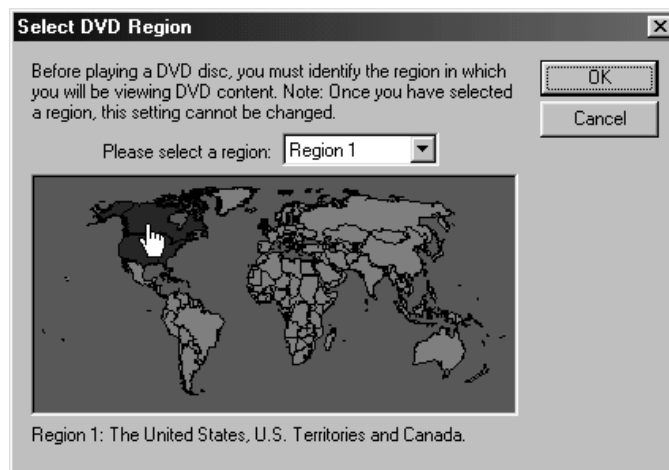 Select DVD Region
Before playing a DVD disc, you must identify the region in which
you will be viewing DVD content. Note: Once you have selected
a region, this setting cannot be changed.
OK
Cancel
Please select a region: Region 1
Region 1: The United States, U.S. Territories and Canada.